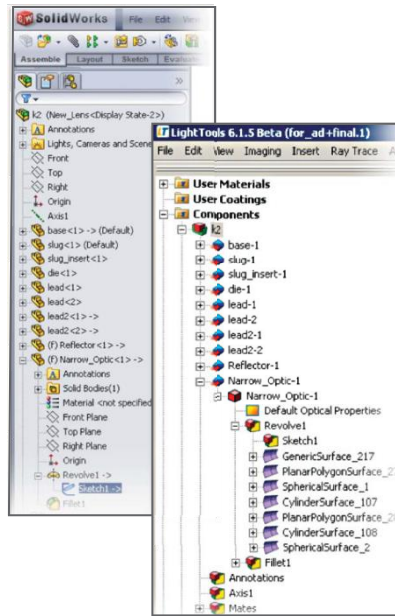 SolidWorks File Edit View
Assemble Layout Sketch Evalu
k2 (New_Lens<Display State-2>)
Annotations
Lights, Cameras and Scene
Front
Top
Right
Origin
Axis1
base<1> -> (Default)
slug<1> (Default)
slug_insert<1>
die<1>
lead<1>
lead<2>
lead2<1> ->
lead2<2> ->
(f) Reflector<1> ->
(f) Narrow_Optic<1> ->
Annotations
Solid Bodies(1)
Material <not specified
Front Plane
Top Plane
Right Plane
Origin
Revolve1 ->
Sketch1 ->
Fillet1
LightTools 6.1.5 Beta (for_ad+final.1)
File Edit View Imaging Insert Ray Trace A
User Materials
User Coatings
Components
k2
base-1
slug-1
slug_insert-1
die-1
lead-1
lead-2
lead2-1
lead2-2
Reflector-1
Narrow_Optic-1
Narrow_Optic-1
Default Optical Properties
Revolve1
Sketch1
GenericSurface_217
PlanarPolygonSurface_2
SphericalSurface_1
CylinderSurface_107
PlanarPolygonSurface_2
CylinderSurface_108
SphericalSurface_2
Fillet1
Annotations
Axis1
Mates